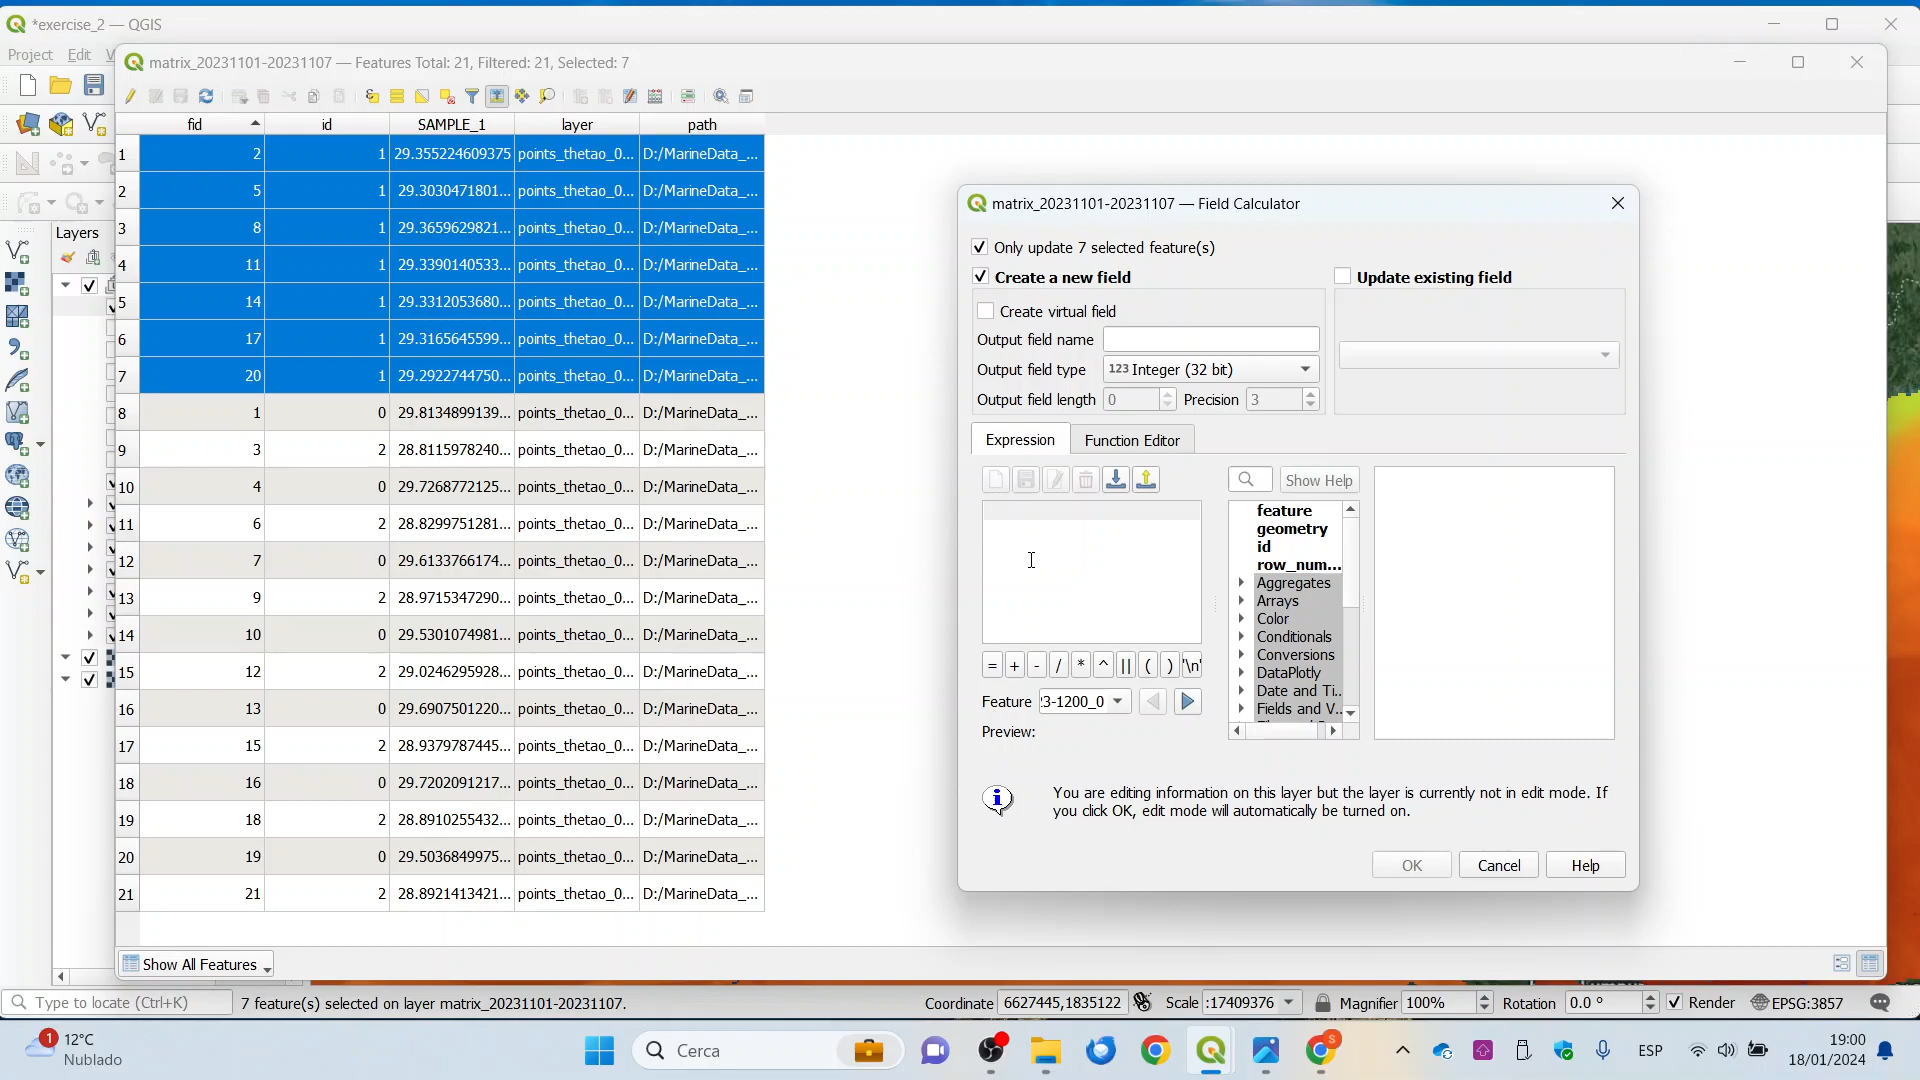 *exercise_2 — QGIS
Project Edit
matrix_20231101-20231107 — Features Total: 21, Filtered: 21, Selected: 7
fid id SAMPLE_1 layer path
1 2 1 29.355224609375 points_thetao_0... D:/MarineData_...
2 5 1 29.3030471801... points_thetao_0... D:/MarineData_...
3 8 1 29.3659629821... points_thetao_0... D:/MarineData_...
4 11 1 29.3390140533... points_thetao_0... D:/MarineData_...
5 14 1 29.3312053680... points_thetao_0... D:/MarineData_...
6 17 1 29.3165645599... points_thetao_0... D:/MarineData_...
7 20 1 29.2922744750... points_thetao_0... D:/MarineData_...
8 1 0 29.8134899139... points_thetao_0... D:/MarineData_...
9 3 2 28.8115978240... points_thetao_0... D:/MarineData_...
10 4 0 29.7268772125... points_thetao_0... D:/MarineData_...
11 6 2 28.8299751281... points_thetao_0... D:/MarineData_...
12 7 0 29.6133766174... points_thetao_0... D:/MarineData_...
13 9 2 28.9715347290... points_thetao_0... D:/MarineData_...
14 10 0 29.5301074981... points_thetao_0... D:/MarineData_...
15 12 2 29.0246295928... points_thetao_0... D:/MarineData_...
16 13 0 29.6907501220... points_thetao_0... D:/MarineData_...
17 15 2 28.9379787445... points_thetao_0... D:/MarineData_...
18 16 0 29.7202091217... points_thetao_0... D:/MarineData_...
19 18 2 28.8910255432... points_thetao_0... D:/MarineData_...
20 19 0 29.5036849975... points_thetao_0... D:/MarineData_...
21 21 2 28.8921413421... points_thetao_0... D:/MarineData_...
Layers
Show All Features
matrix_20231101-20231107 — Field Calculator
Only update 7 selected feature(s)
Create a new field
Update existing field
Create virtual field
Output field name
Output field type 123 Integer (32 bit)
Output field length 0 Precision 3
Expression Function Editor
Show Help
feature
geometry
id
row_num...
Aggregates
Arrays
Color
Conditionals
Conversions
DataPlotly
Date and Ti...
Fields and V...
= + - / * ^ || ( ) '\n'
Feature 23-1200_0
Preview:
You are editing information on this layer but the layer is currently not in edit mode. If
you click OK, edit mode will automatically be turned on.
OK Cancel Help
Type to locate (Ctrl+K) 7 feature(s) selected on layer matrix_20231101-20231107. Coordinate 6627445,1835122 Scale :17409376 Magnifier 100% Rotation 0.0 ° Render EPSG:3857
1 12°C
Nublado
Cerca
ESP
19:00
18/01/2024